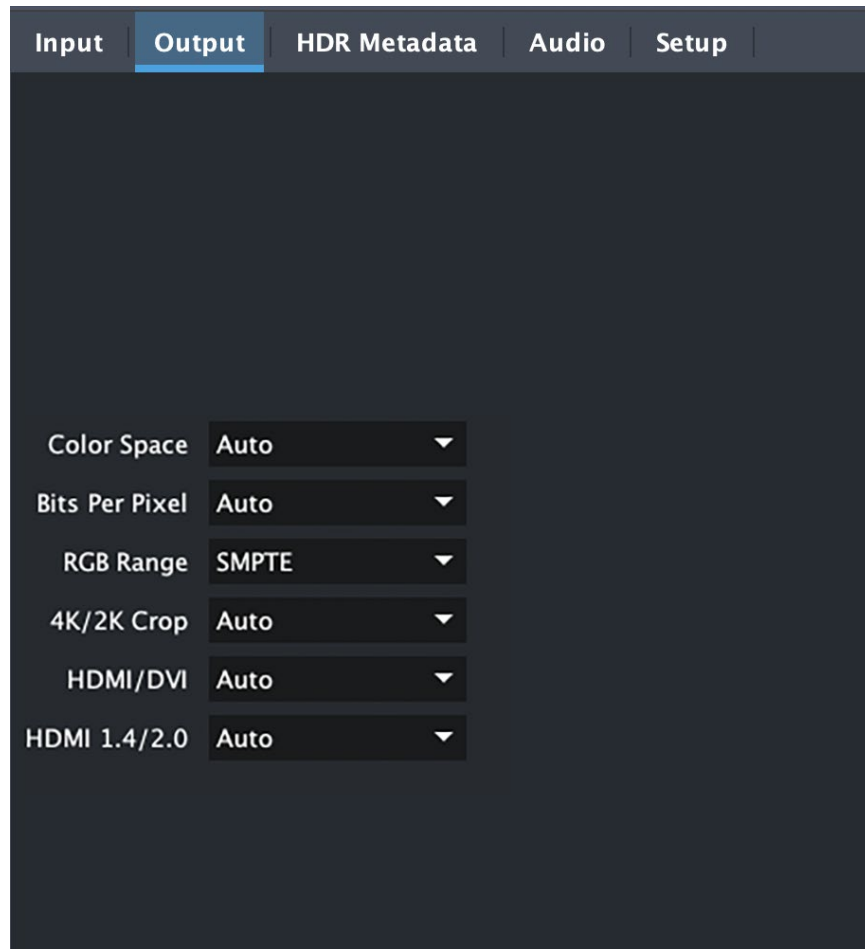 Input Output HDR Metadata Audio Setup
Color Space Auto
Bits Per Pixel Auto
RGB Range SMPTE
4K/2K Crop Auto
HDMI/DVI Auto
HDMI 1.4/2.0 Auto